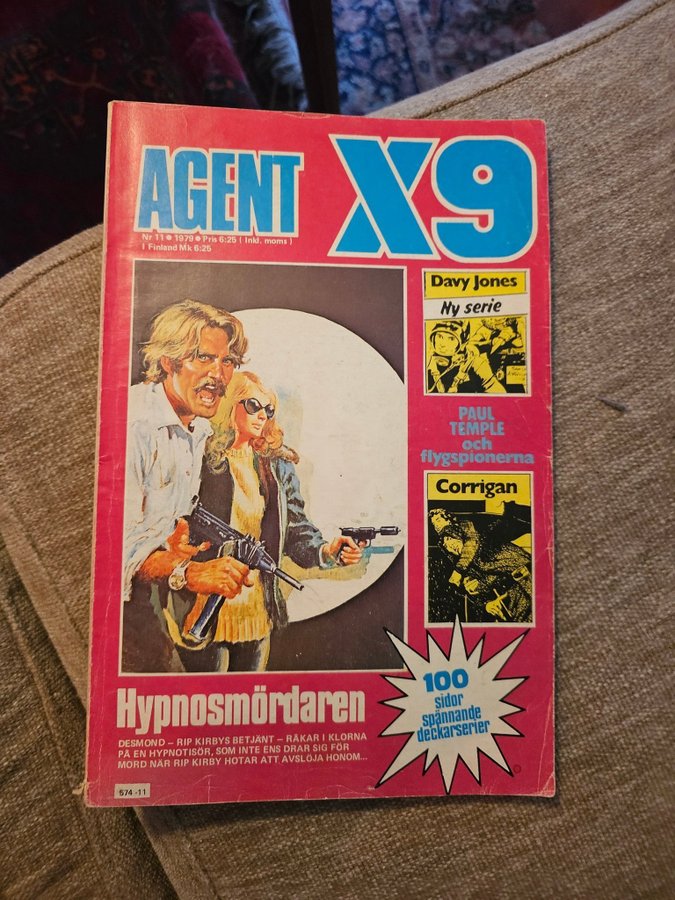 AGENT X9
Nr 11 • 1979 • Pris 6:25 ( Inkl. moms )
I Finland Mk 6:25
Davy Jones
Ny serie
PAUL
TEMPLE
och
flygspionerna
Corrigan
100
sidor
spännande
deckarserier
Hypnosmördaren
DESMOND – RIP KIRBYS BETJÄNT – RÅKAR I KLORNA
PÅ EN HYPNOTISÖR, SOM INTE ENS DRAR SIG FÖR
MORD NÄR RIP KIRBY HOTAR ATT AVSLÖJA HONOM...
574-11
©